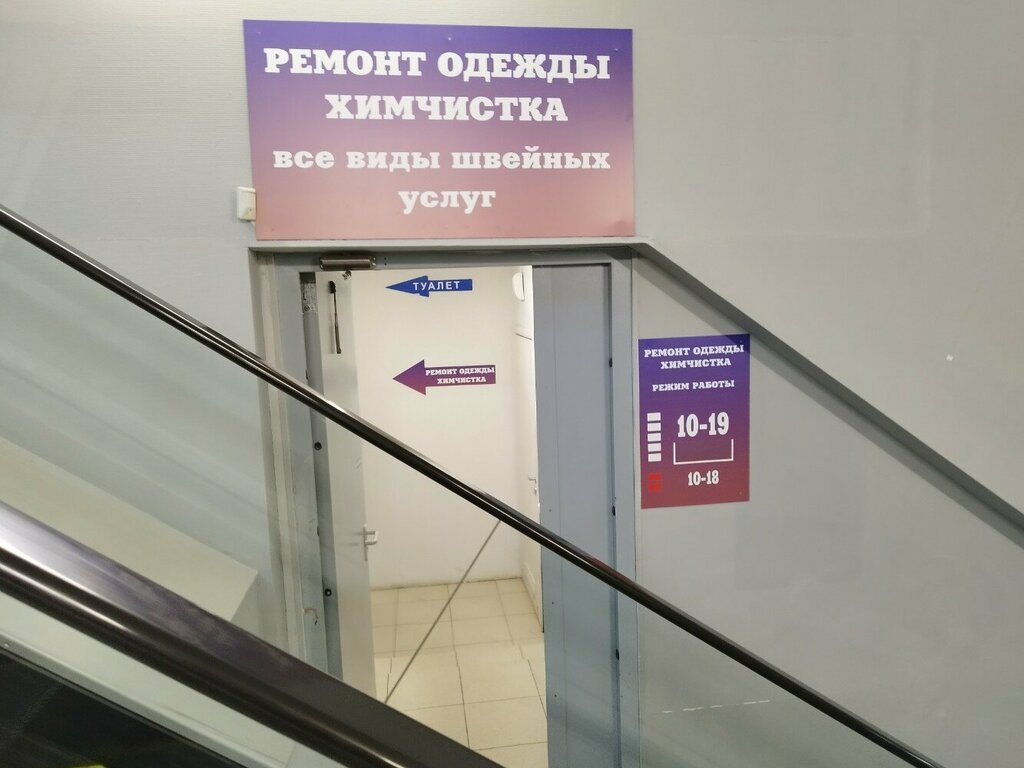 РЕМОНТ ОДЕЖДЫ
ХИМЧИСТКА
все виды швейных
услуг
ТУАЛЕТ
РЕМОНТ ОДЕЖДЫ
ХИМЧИСТКА
РЕМОНТ ОДЕЖДЫ
ХИМЧИСТКА
РЕЖИМ РАБОТЫ
10-19
10-18